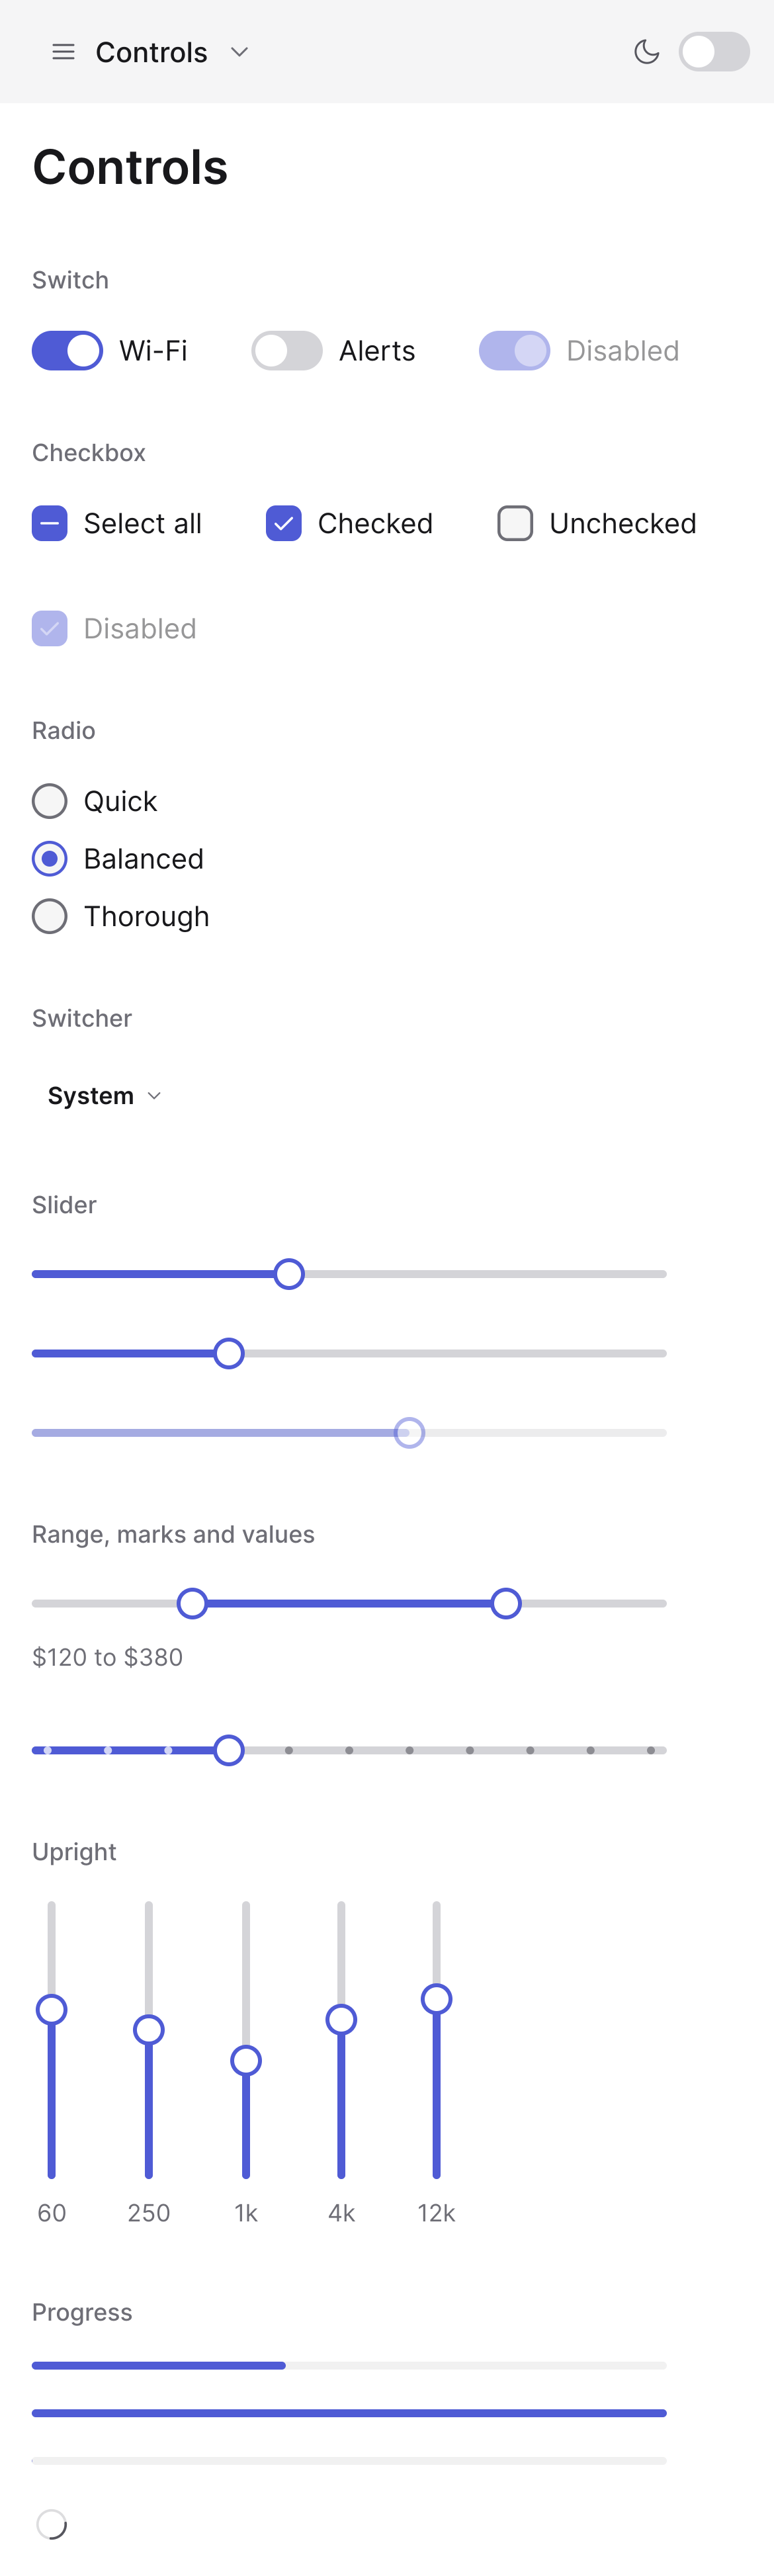 Controls
Controls
Switch
Wi-Fi Alerts Disabled
Checkbox
Select all Checked Unchecked
Disabled
Radio
Quick
Balanced
Thorough
Switcher
System
Slider
Range, marks and values
$120 to $380
Upright
60 250 1k 4k 12k
Progress